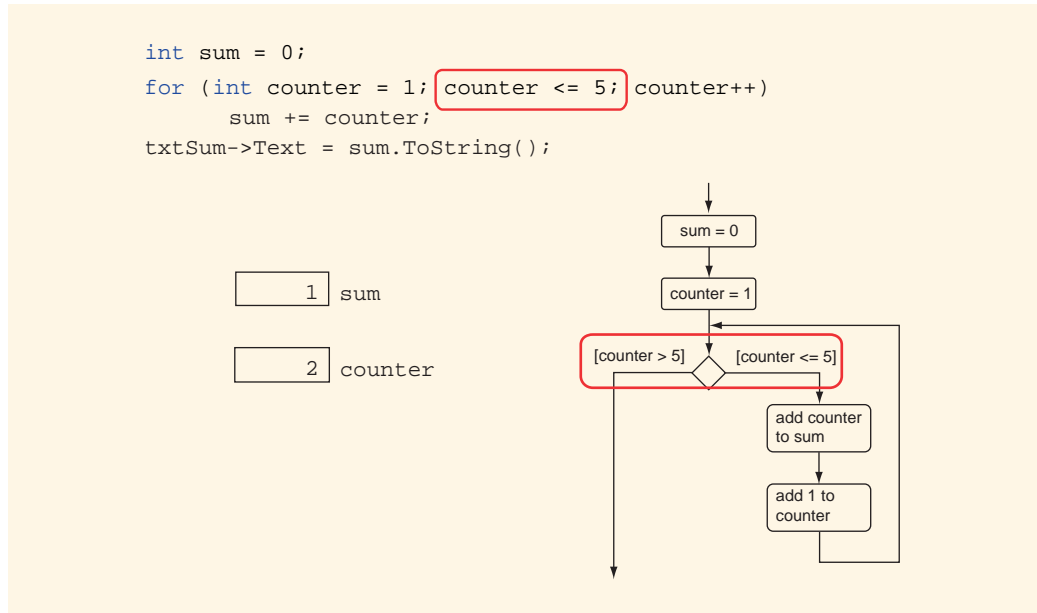 int sum = 0;
for (int counter = 1; counter <= 5; counter++)
sum += counter;
txtSum->Text = sum.ToString();
sum = 0
counter = 1
1 sum
2 counter
[counter > 5] [counter <= 5]
add counter
to sum
add 1 to
counter